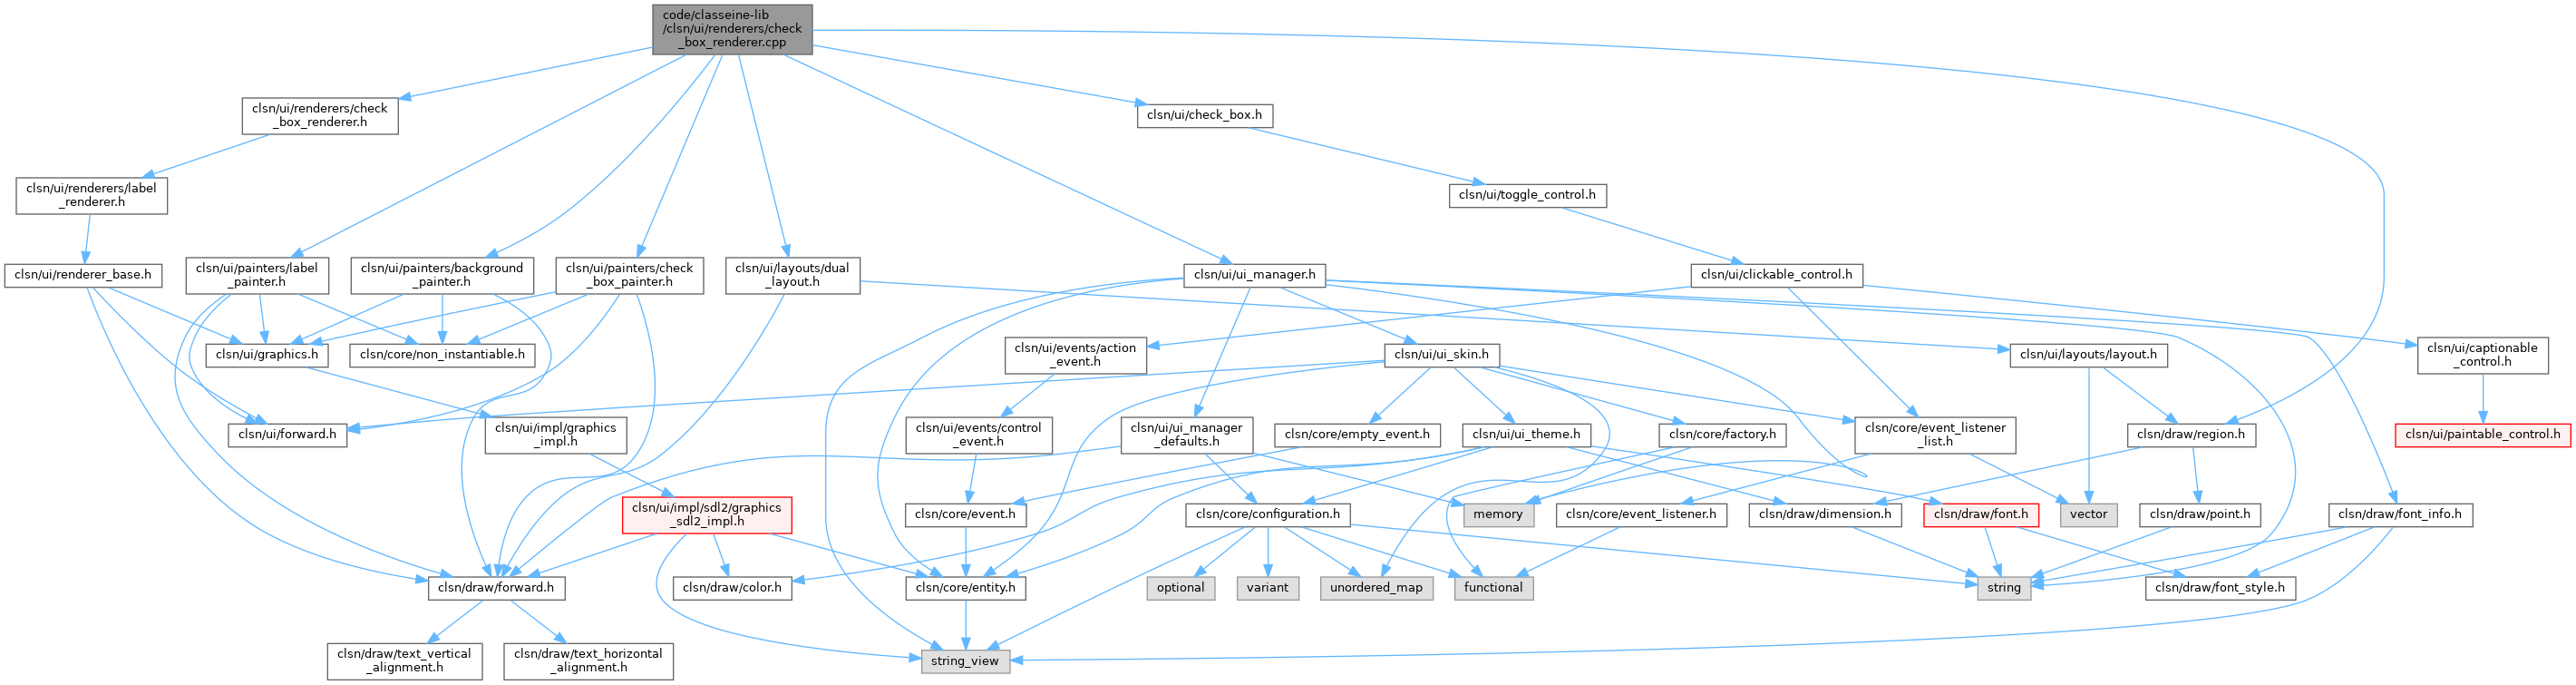 code/classeine-lib
/clsn/ui/renderers/check
_box_renderer.cpp
clsn/ui/renderers/check
_box_renderer.h
clsn/ui/check_box.h
clsn/ui/renderers/label
_renderer.h
clsn/ui/toggle_control.h
clsn/ui/renderer_base.h
clsn/ui/painters/label
_painter.h
clsn/ui/painters/background
_painter.h
clsn/ui/painters/check
_box_painter.h
clsn/ui/layouts/dual
_layout.h
clsn/ui/ui_manager.h
clsn/ui/clickable_control.h
clsn/ui/graphics.h
clsn/core/non_instantiable.h
clsn/ui/events/action
_event.h
clsn/ui/ui_skin.h
clsn/ui/layouts/layout.h
clsn/ui/captionable
_control.h
clsn/ui/forward.h
clsn/ui/impl/graphics
_impl.h
clsn/ui/events/control
_event.h
clsn/ui/ui_manager
_defaults.h
clsn/core/empty_event.h
clsn/ui/ui_theme.h
clsn/core/factory.h
clsn/core/event_listener
_list.h
clsn/draw/region.h
clsn/ui/paintable_control.h
clsn/ui/impl/sdl2/graphics
_sdl2_impl.h
clsn/core/event.h
clsn/core/configuration.h
memory
clsn/core/event_listener.h
clsn/draw/dimension.h
clsn/draw/font.h
vector
clsn/draw/point.h
clsn/draw/font_info.h
clsn/draw/forward.h
clsn/draw/color.h
clsn/core/entity.h
optional
variant
unordered_map
functional
string
clsn/draw/font_style.h
clsn/draw/text_vertical
_alignment.h
clsn/draw/text_horizontal
_alignment.h
string_view